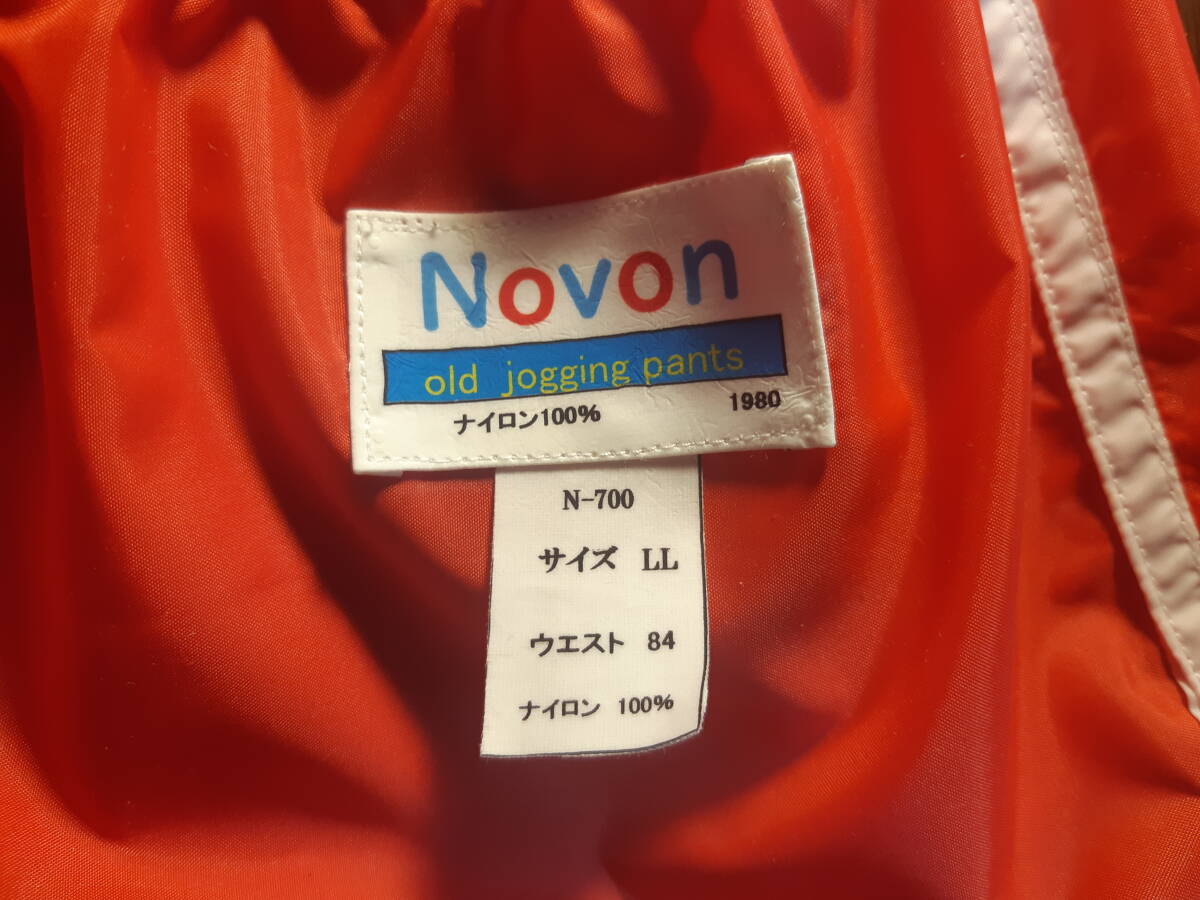 Novon
old jogging pants
ナイロン100% 1980
N-700
サイズ LL
ウエスト 84
ナイロン 100%